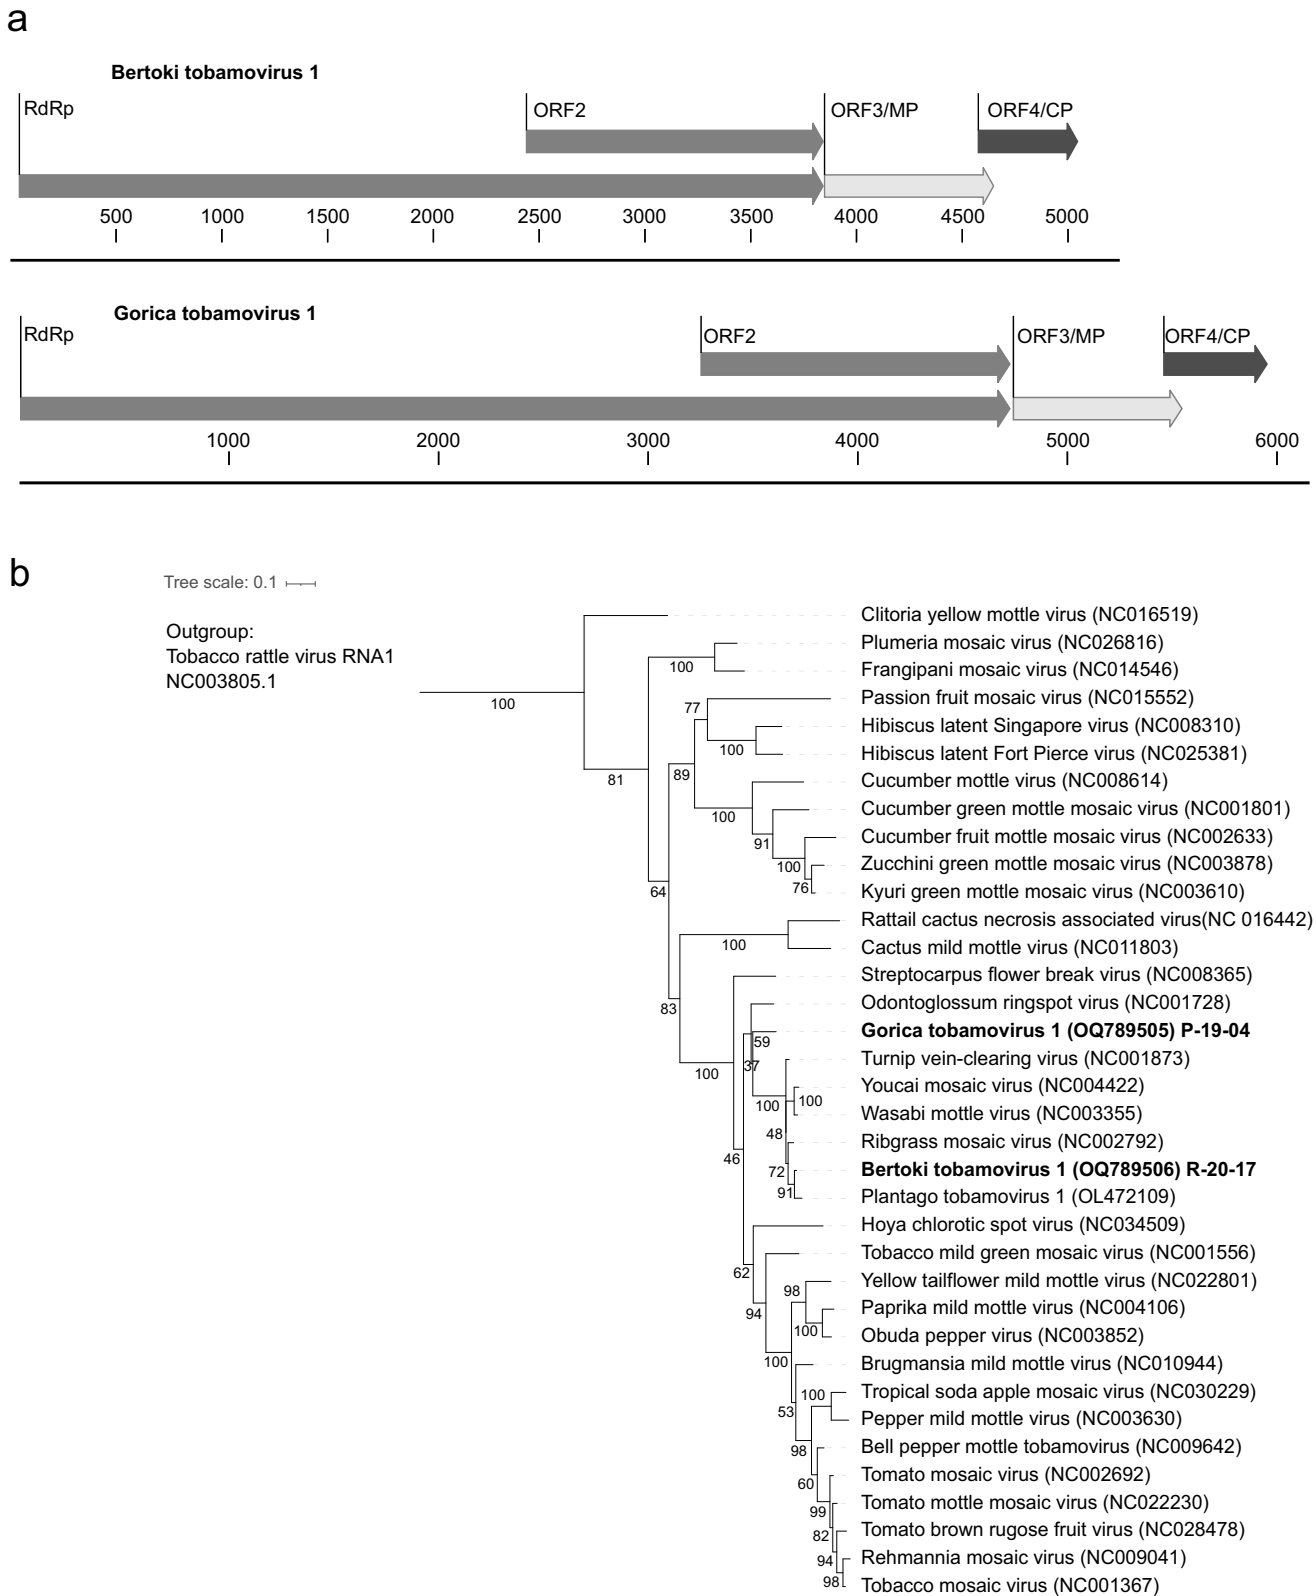 a
Bertoki tobamovirus 1
RdRp
ORF2
ORF3/MP
ORF4/CP
500 1000 1500 2000 2500 3000 3500 4000 4500 5000
Gorica tobamovirus 1
RdRp
ORF2
ORF3/MP
ORF4/CP
1000 2000 3000 4000 5000 6000
b
Tree scale: 0.1
Outgroup:
Tobacco rattle virus RNA1
NC003805.1
Clitoria yellow mottle virus (NC016519)
Plumeria mosaic virus (NC026816)
100
Frangipani mosaic virus (NC014546)
Passion fruit mosaic virus (NC015552)
100
77
Hibiscus latent Singapore virus (NC008310)
100
Hibiscus latent Fort Pierce virus (NC025381)
81
89
Cucumber mottle virus (NC008614)
Cucumber green mottle mosaic virus (NC001801)
100
Cucumber fruit mottle mosaic virus (NC002633)
91
Zucchini green mottle mosaic virus (NC003878)
100
Kyuri green mottle mosaic virus (NC003610)
76
64
Rattail cactus necrosis associated virus(NC 016442)
100
Cactus mild mottle virus (NC011803)
Streptocarpus flower break virus (NC008365)
Odontoglossum ringspot virus (NC001728)
83
Gorica tobamovirus 1 (OQ789505) P-19-04
59
Turnip vein-clearing virus (NC001873)
37
100
Youcai mosaic virus (NC004422)
100
100
Wasabi mottle virus (NC003355)
48
Ribgrass mosaic virus (NC002792)
46
Bertoki tobamovirus 1 (OQ789506) R-20-17
72
Plantago tobamovirus 1 (OL472109)
91
Hoya chlorotic spot virus (NC034509)
Tobacco mild green mosaic virus (NC001556)
62
Yellow tailflower mild mottle virus (NC022801)
98
Paprika mild mottle virus (NC004106)
94
Obuda pepper virus (NC003852)
100
Brugmansia mild mottle virus (NC010944)
100
Tropical soda apple mosaic virus (NC030229)
100
Pepper mild mottle virus (NC003630)
53
Bell pepper mottle tobamovirus (NC009642)
98
Tomato mosaic virus (NC002692)
60
Tomato mottle mosaic virus (NC022230)
99
Tomato brown rugose fruit virus (NC028478)
82
Rehmannia mosaic virus (NC009041)
94
Tobacco mosaic virus (NC001367)
98